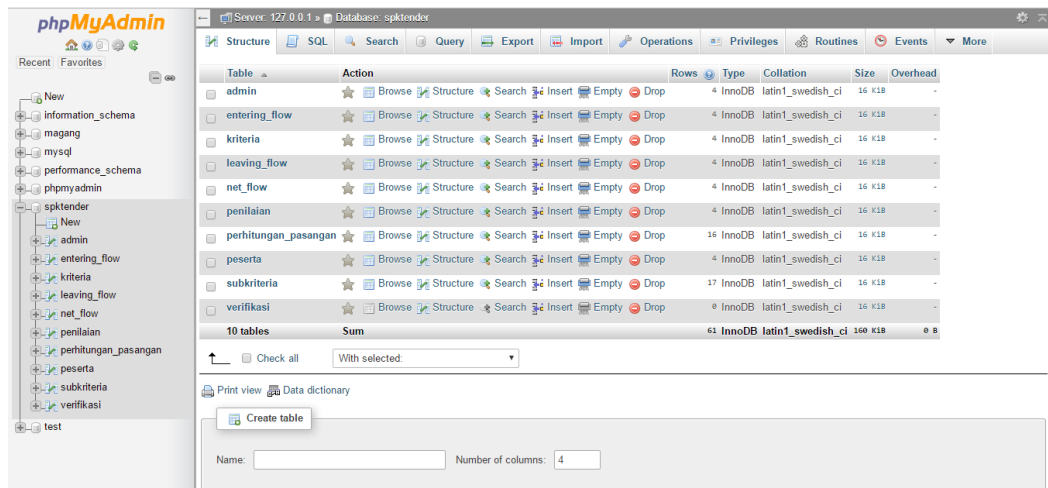 phpMyAdmin
Recent Favorites
New
information_schema
magang
mysql
performance_schema
phpmyadmin
spktender
New
admin
entering_flow
kriteria
leaving_flow
net_flow
penilaian
perhitungan_pasangan
peserta
subkriteria
verifikasi
test
Server: 127.0.0.1 » Database: spktender
Structure SQL Search Query Export Import Operations Privileges Routines Events More
Table Action Rows Type Collation Size Overhead
admin Browse Structure Search Insert Empty Drop 4 InnoDB latin1_swedish_ci 16 KiB -
entering_flow Browse Structure Search Insert Empty Drop 4 InnoDB latin1_swedish_ci 16 KiB -
kriteria Browse Structure Search Insert Empty Drop 4 InnoDB latin1_swedish_ci 16 KiB -
leaving_flow Browse Structure Search Insert Empty Drop 4 InnoDB latin1_swedish_ci 16 KiB -
net_flow Browse Structure Search Insert Empty Drop 4 InnoDB latin1_swedish_ci 16 KiB -
penilaian Browse Structure Search Insert Empty Drop 4 InnoDB latin1_swedish_ci 16 KiB -
perhitungan_pasangan Browse Structure Search Insert Empty Drop 16 InnoDB latin1_swedish_ci 16 KiB -
peserta Browse Structure Search Insert Empty Drop 4 InnoDB latin1_swedish_ci 16 KiB -
subkriteria Browse Structure Search Insert Empty Drop 17 InnoDB latin1_swedish_ci 16 KiB -
verifikasi Browse Structure Search Insert Empty Drop 0 InnoDB latin1_swedish_ci 16 KiB -
10 tables Sum 61 InnoDB latin1_swedish_ci 160 KiB 0 B
Check all With selected:
Print view Data dictionary
Create table
Name: Number of columns: 4